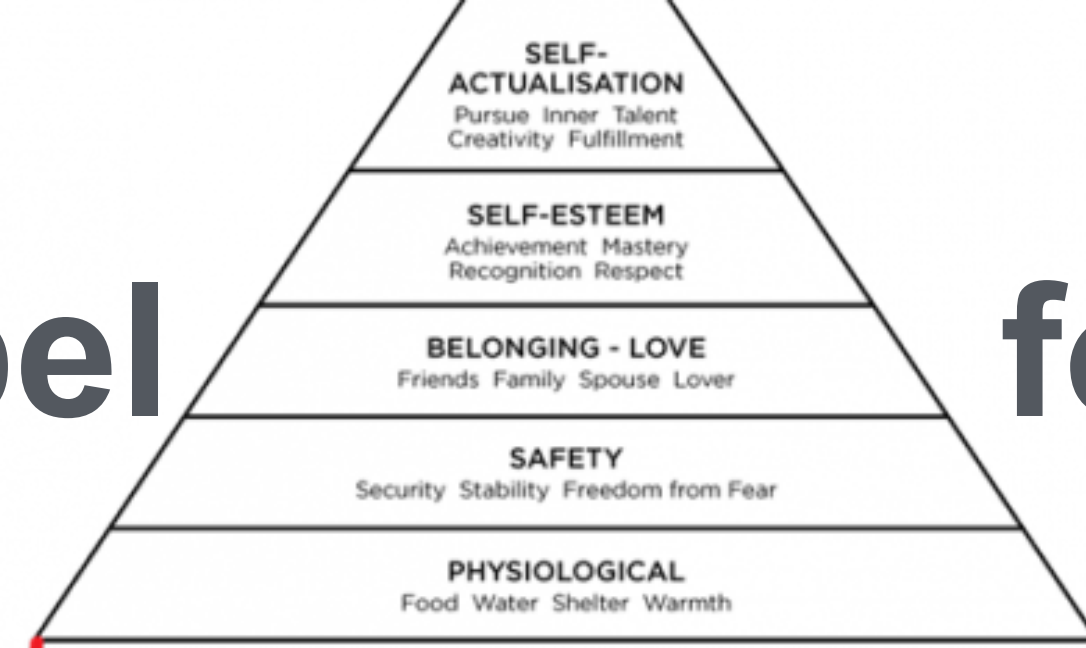 SELF-
ACTUALISATION
Pursue Inner Talent
Creativity Fulfillment
SELF-ESTEEM
Achievement Mastery
Recognition Respect
BELONGING - LOVE
Friends Family Spouse Lover
SAFETY
Security Stability Freedom from Fear
PHYSIOLOGICAL
Food Water Shelter Warmth